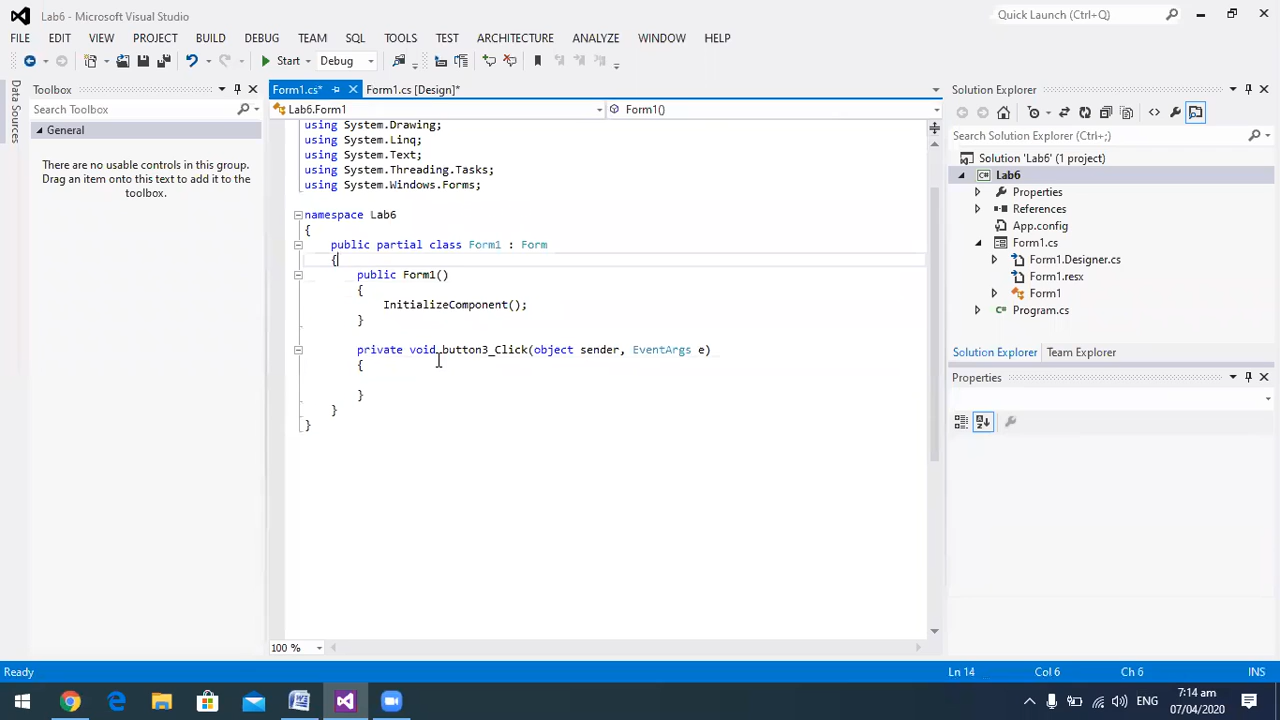 Lab6 - Microsoft Visual Studio
Quick Launch (Ctrl+Q)
FILE EDIT VIEW PROJECT BUILD DEBUG TEAM SQL TOOLS TEST ARCHITECTURE ANALYZE WINDOW HELP
Start Debug
Data Sources
Toolbox
Search Toolbox
General
There are no usable controls in this group.
Drag an item onto this text to add it to the
toolbox.
Form1.cs* Form1.cs [Design]*
Lab6.Form1 Form1()
using System.Drawing;
using System.Linq;
using System.Text;
using System.Threading.Tasks;
using System.Windows.Forms;
namespace Lab6
{
public partial class Form1 : Form
{
public Form1()
{
InitializeComponent();
}
private void button3_Click(object sender, EventArgs e)
{
}
}
}
100 %
Solution Explorer
Search Solution Explorer (Ctrl+;)
Solution 'Lab6' (1 project)
Lab6
Properties
References
App.config
Form1.cs
Form1.Designer.cs
Form1.resx
Form1
Program.cs
Solution Explorer Team Explorer
Properties
Ready Ln 14 Col 6 Ch 6 INS
ENG
7:14 am
07/04/2020